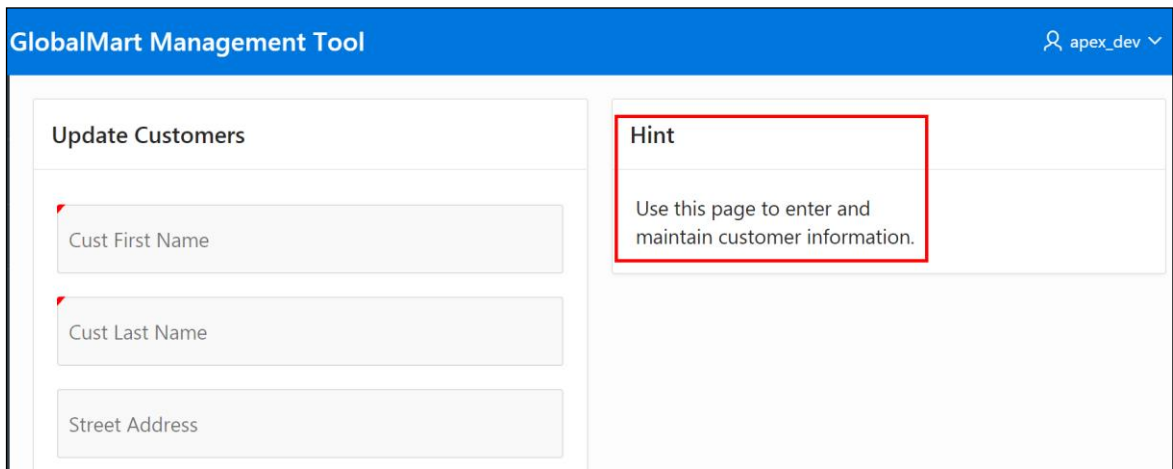 GlobalMart Management Tool
apex_dev
Update Customers
Cust First Name
Cust Last Name
Street Address
Hint
Use this page to enter and
maintain customer information.